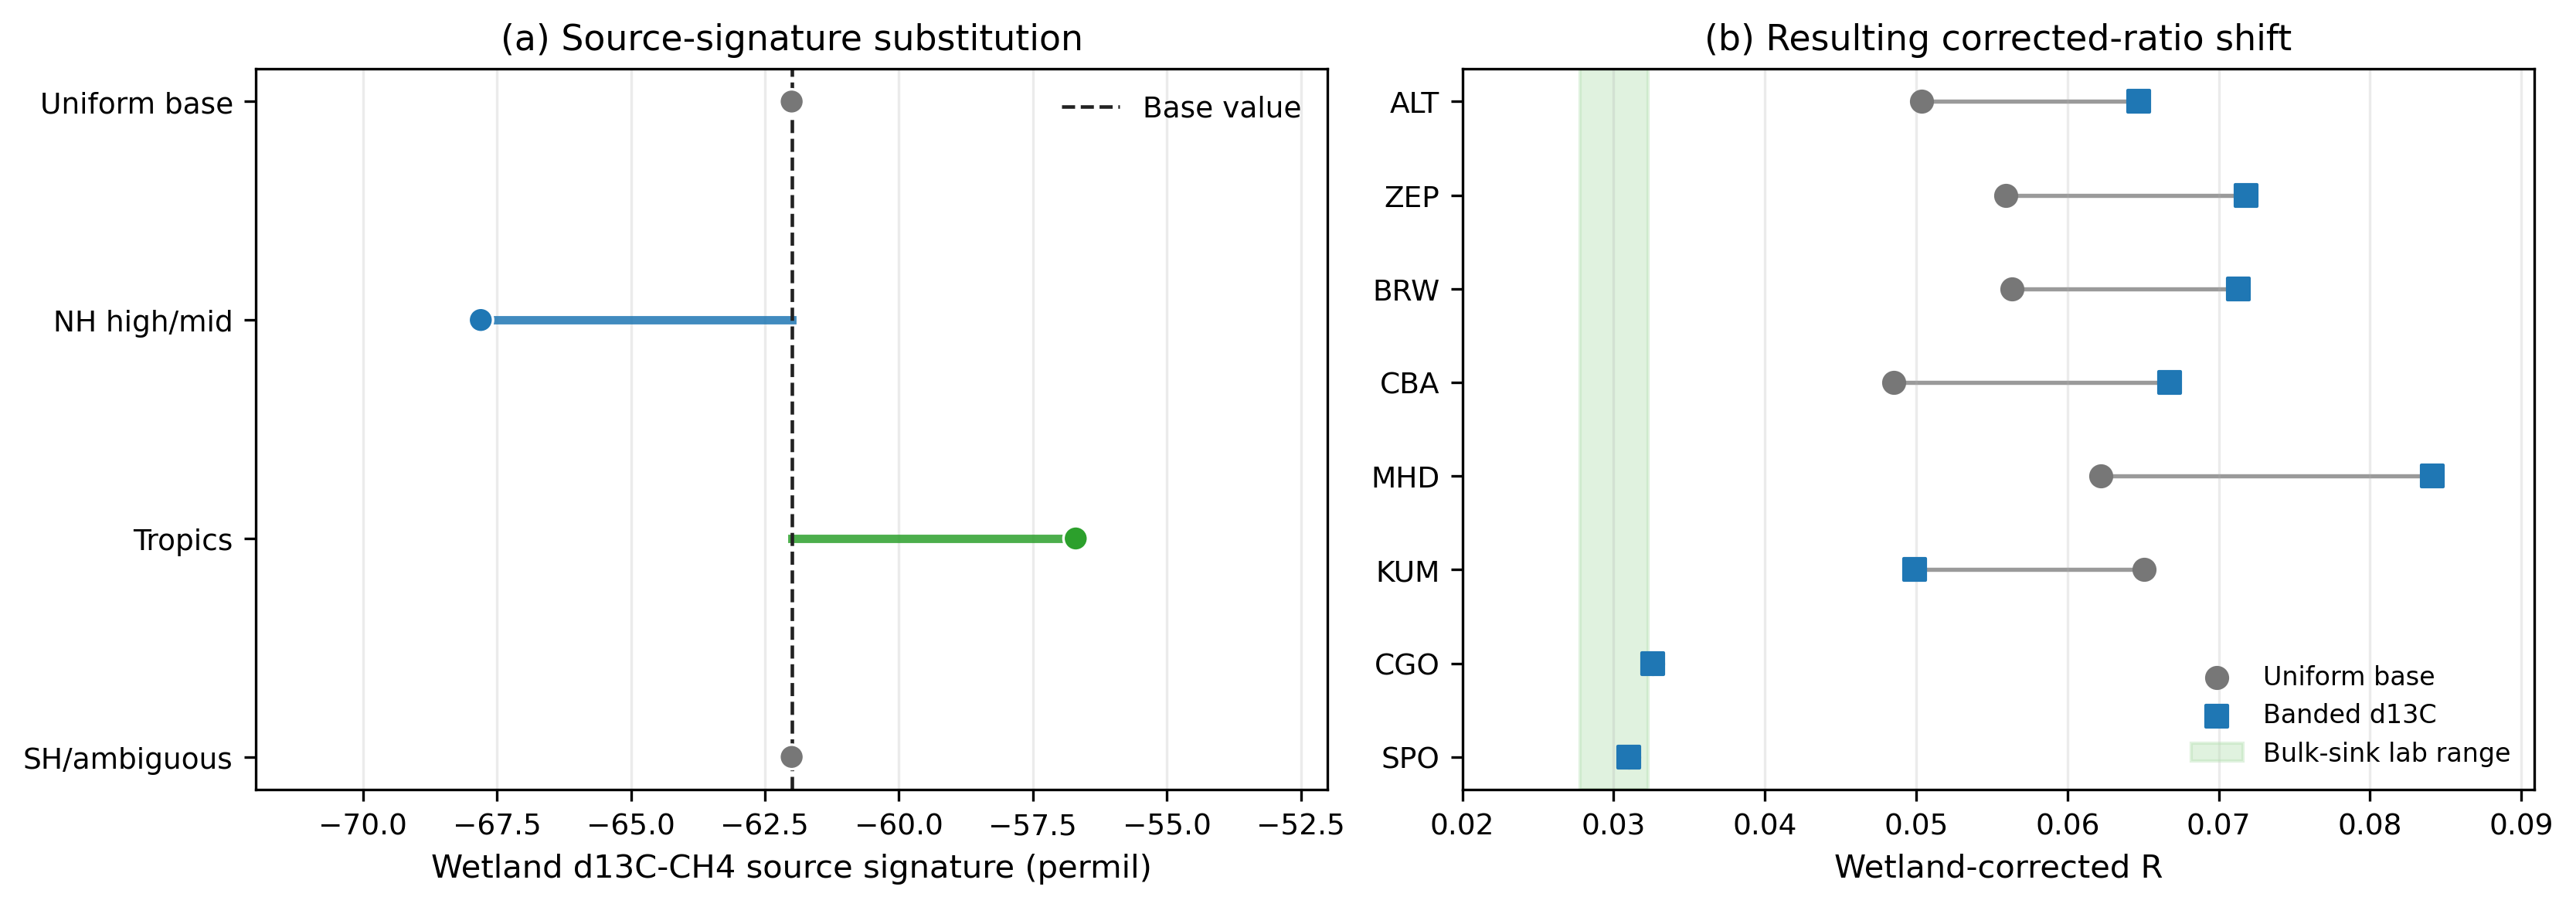 (a) Source-signature substitution
Uniform base
NH high/mid
Tropics
SH/ambiguous
Base value
−70.0 −67.5 −65.0 −62.5 −60.0 −57.5 −55.0 −52.5
Wetland d13C-CH4 source signature (permil)
(b) Resulting corrected-ratio shift
ALT
ZEP
BRW
CBA
MHD
KUM
CGO
SPO
Uniform base
Banded d13C
Bulk-sink lab range
0.02 0.03 0.04 0.05 0.06 0.07 0.08 0.09
Wetland-corrected R